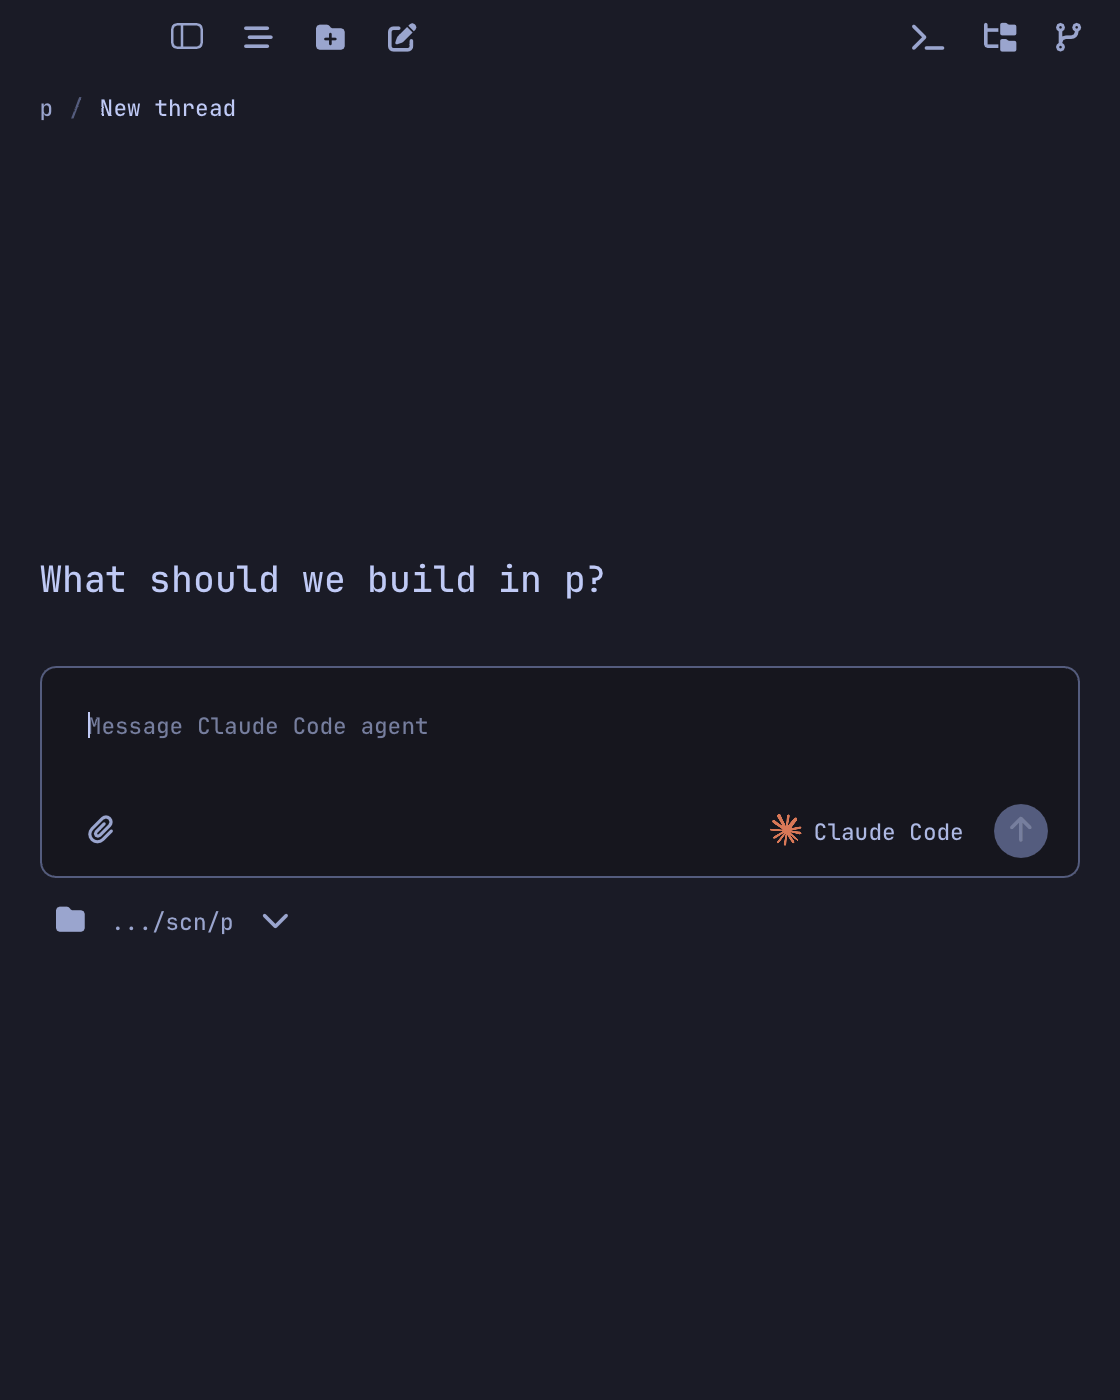 p / New thread
What should we build in p?
Message Claude Code agent
Claude Code
.../scn/p